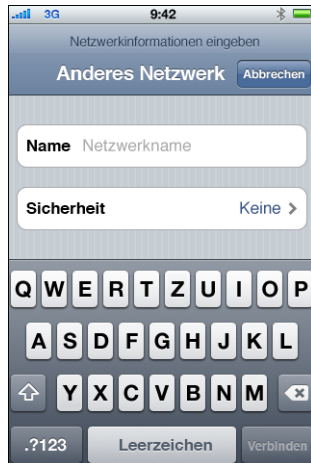 3G 9:42
Netzwerkinformationen eingeben
Anderes Netzwerk Abbrechen
Name Netzwerkname
Sicherheit Keine
Q W E R T Z U I O P
A S D F G H J K L
Y X C V B N M
.?123 Leerzeichen Verbinden